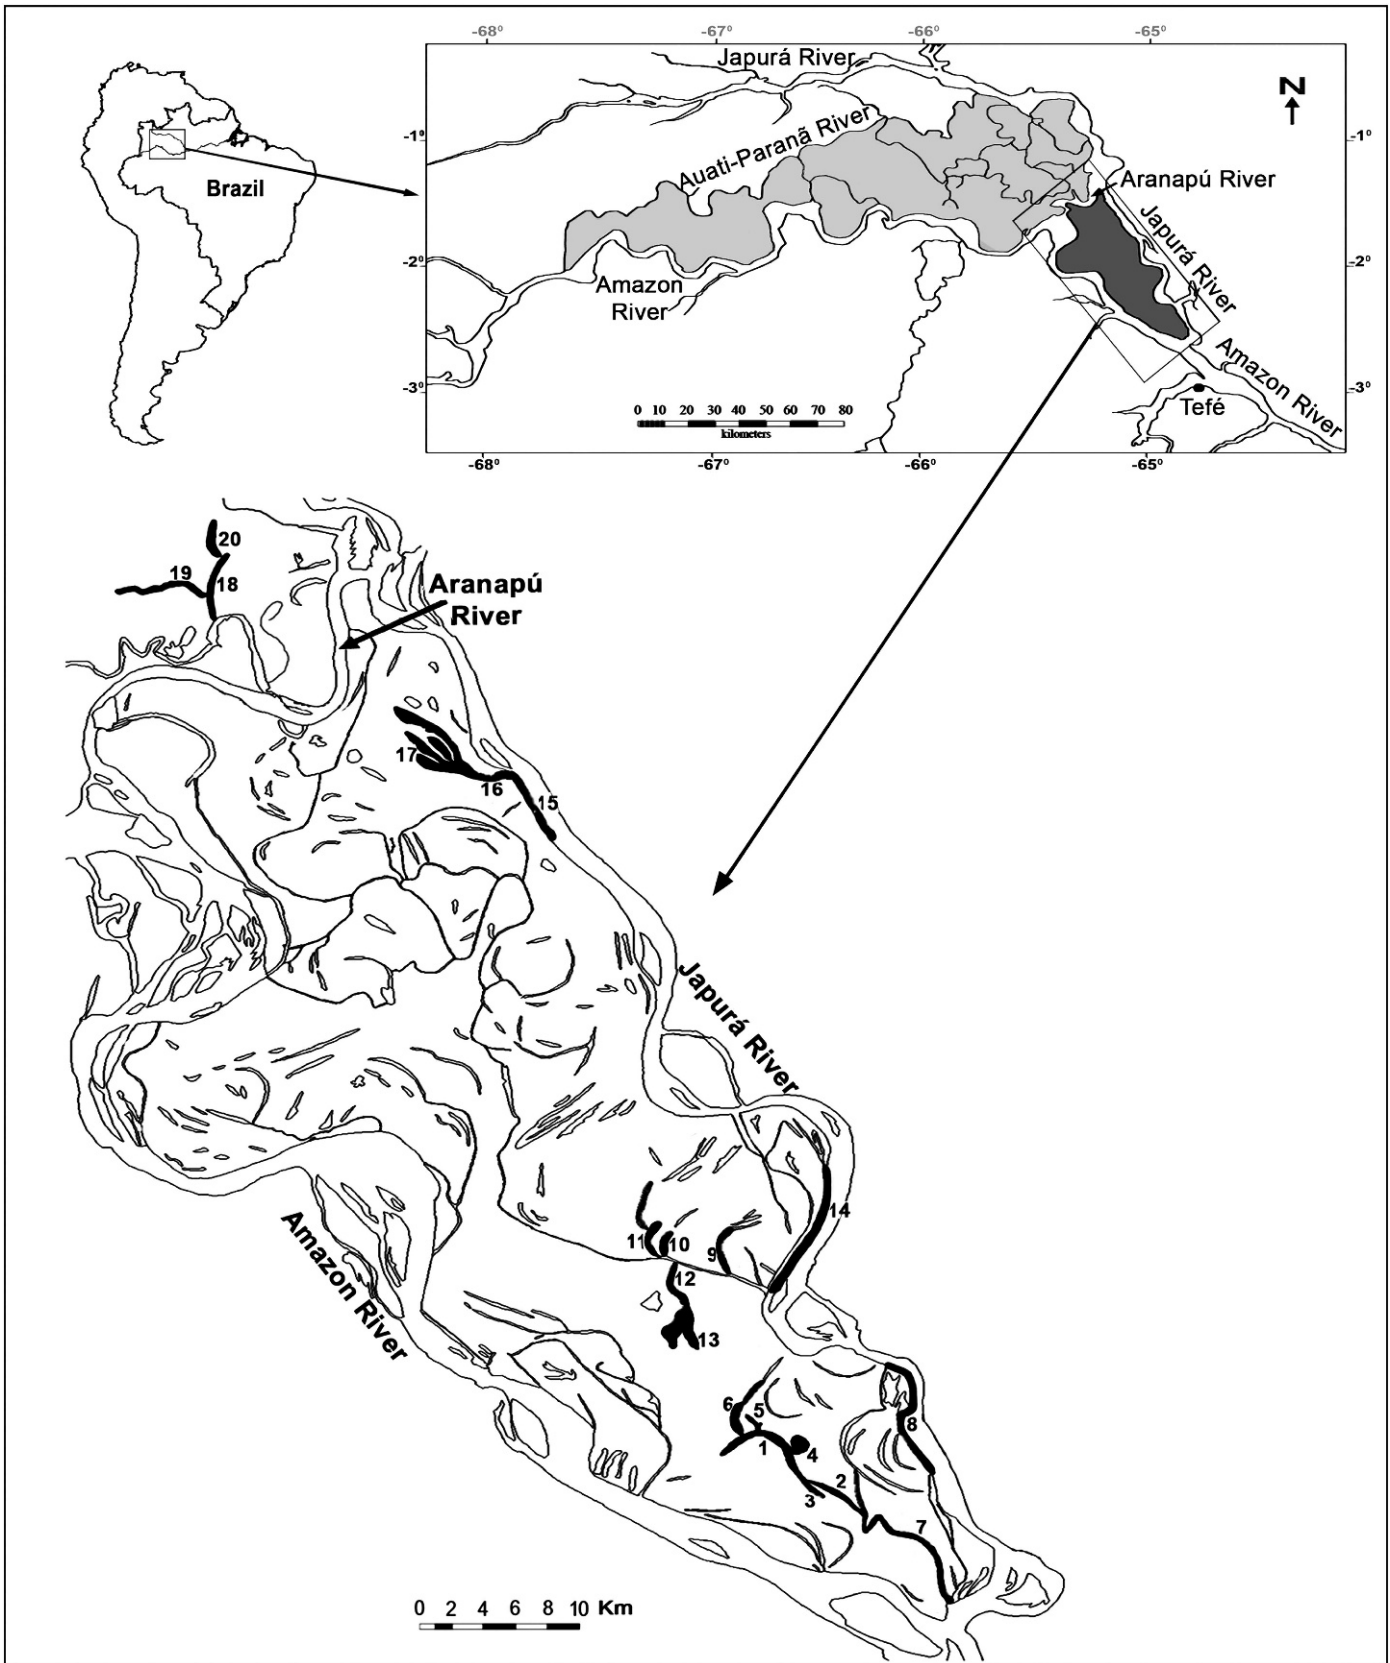 -68° -67° -66° -65°
Japurá River
N
-1° -1°
Auati-Paranã River
Aranapú River
Brazil
Japurá River
-2° -2°
Amazon
River
Amazon River
-3° -3°
Tefé
0 10 20 30 40 50 60 70 80
kilometers
-68° -67° -66° -65°
20
19
18
Aranapú
River
17
16
15
Japurá River
14
11
10
9
12
13
Amazon River
6
5
1
4
8
2
3
7
0 2 4 6 8 10 Km